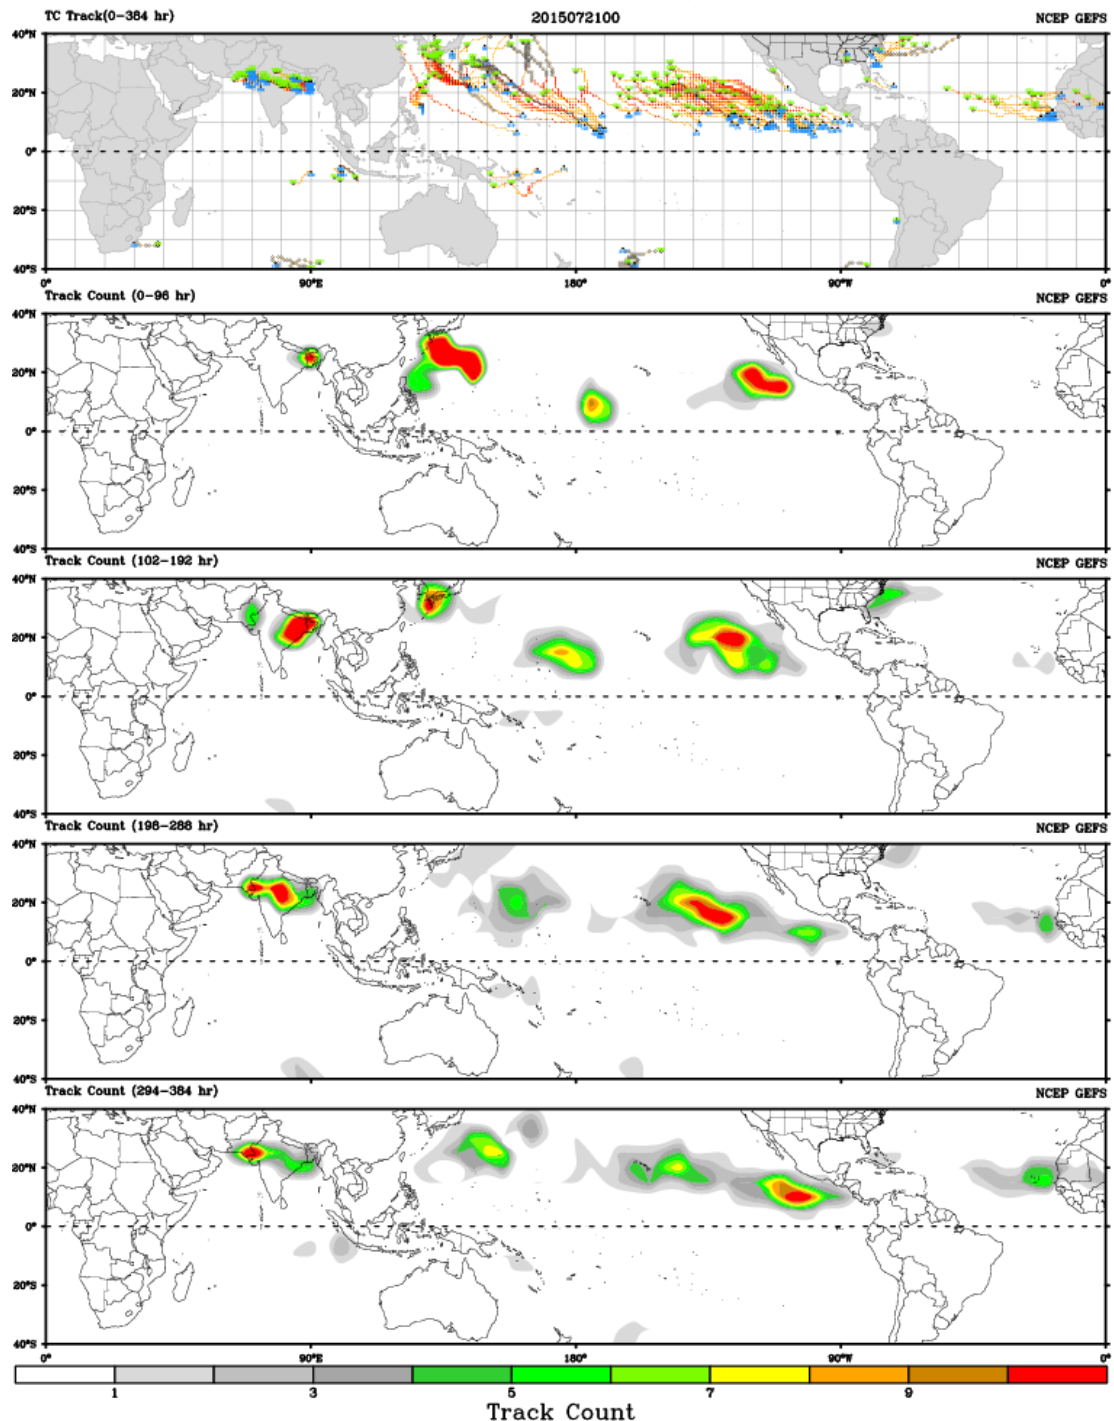 TC Track(0-384 hr) 2015072100 NCEP GEFS
40°N
20°N
0°
20°S
40°S
0° 90°E 180° 90°W 0°
Track Count (0-96 hr) NCEP GEFS
40°N
20°N
0°
20°S
40°S
Track Count (102-192 hr) NCEP GEFS
40°N
20°N
0°
20°S
40°S
Track Count (198-288 hr) NCEP GEFS
40°N
20°N
0°
20°S
40°S
Track Count (294-384 hr) NCEP GEFS
40°N
20°N
0°
20°S
40°S
0° 90°E 180° 90°W 0°
1 3 5 7 9
Track Count